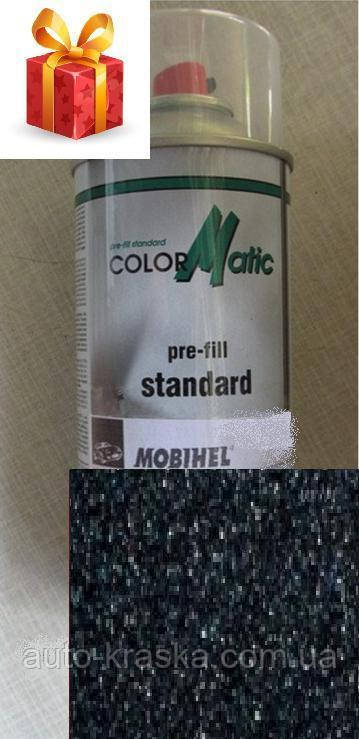 pre-fill standard
COLORMatic
pre-fill
standard
MOBIHEL
auto-kraska.com.ua